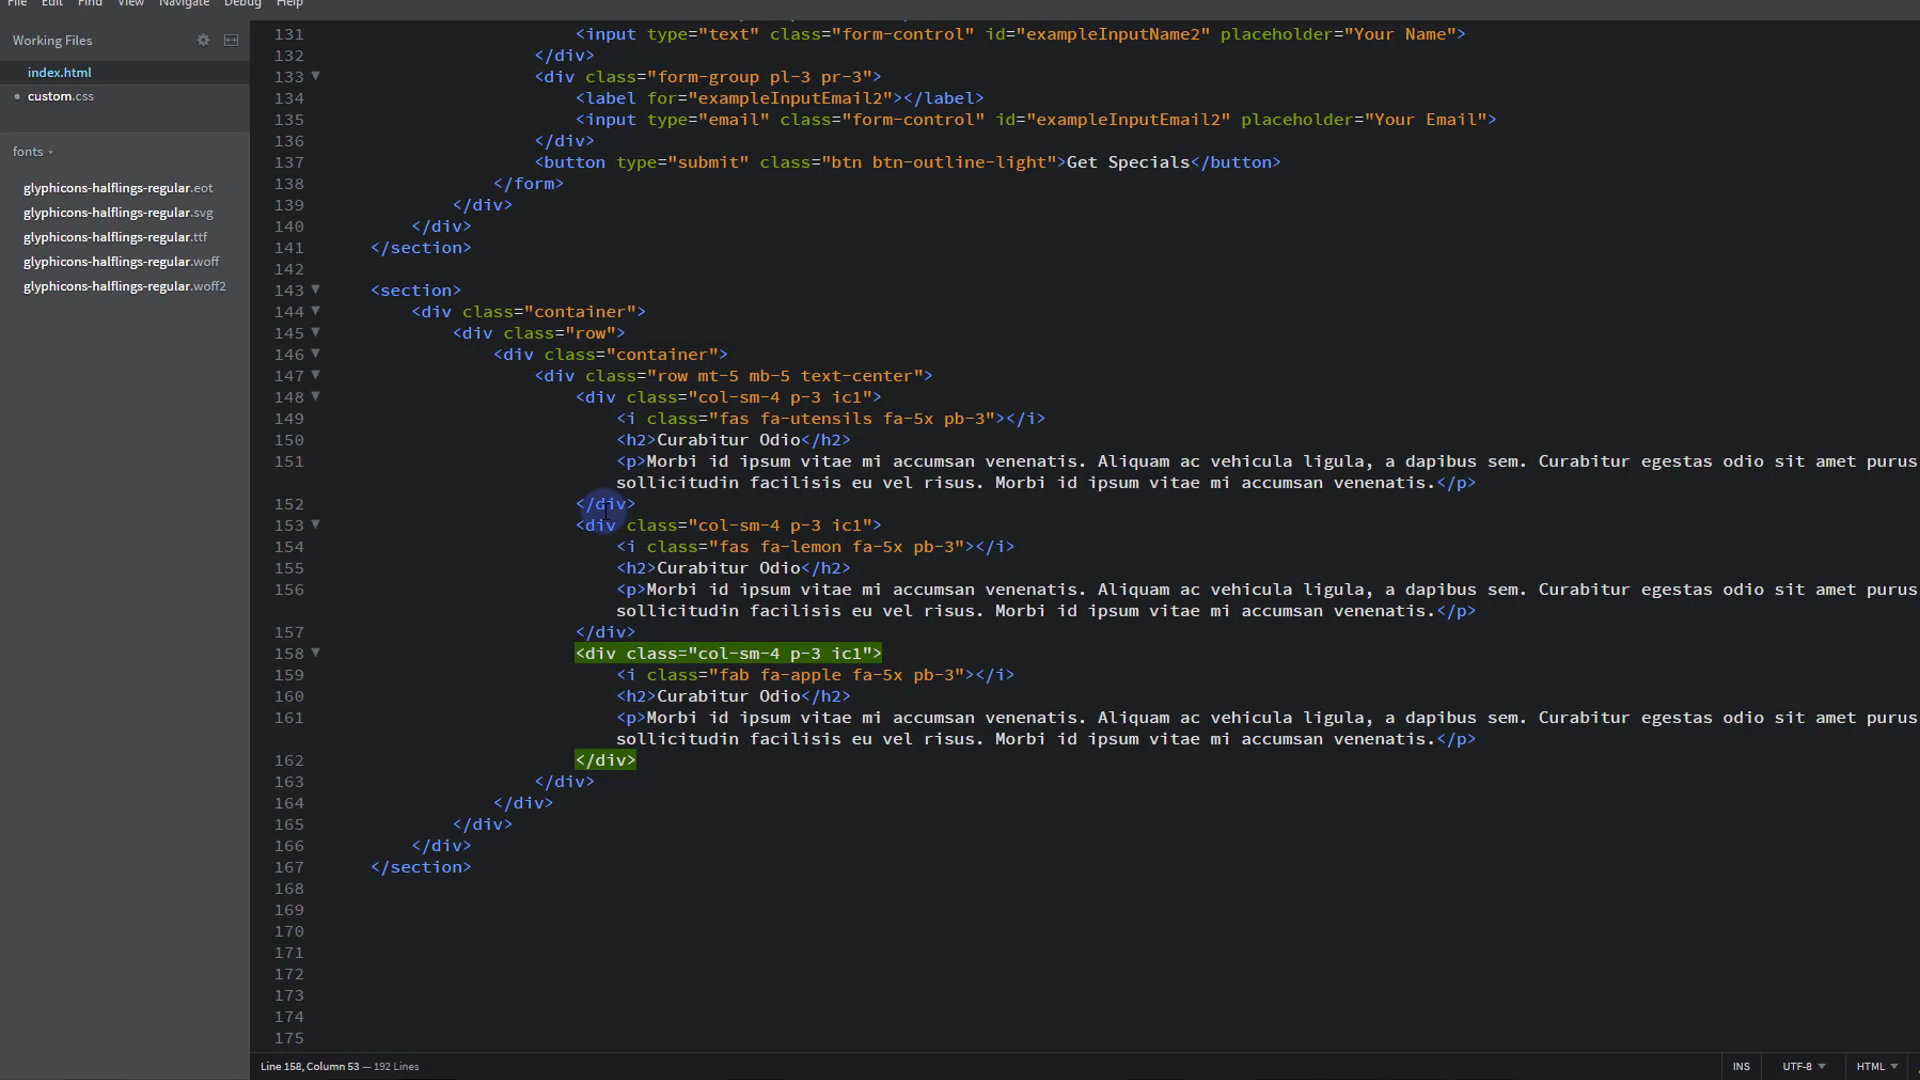 File Edit Find View Navigate Debug Help
Working Files
index.html
• custom.css
fonts
glyphicons-halflings-regular.eot
glyphicons-halflings-regular.svg
glyphicons-halflings-regular.ttf
glyphicons-halflings-regular.woff
glyphicons-halflings-regular.woff2
131 <input type="text" class="form-control" id="exampleInputName2" placeholder="Your Name">
132 </div>
133 <div class="form-group pl-3 pr-3">
134 <label for="exampleInputEmail2"></label>
135 <input type="email" class="form-control" id="exampleInputEmail2" placeholder="Your Email">
136 </div>
137 <button type="submit" class="btn btn-outline-light">Get Specials</button>
138 </form>
139 </div>
140 </div>
141 </section>
142
143 <section>
144 <div class="container">
145 <div class="row">
146 <div class="container">
147 <div class="row mt-5 mb-5 text-center">
148 <div class="col-sm-4 p-3 ic1">
149 <i class="fas fa-utensils fa-5x pb-3"></i>
150 <h2>Curabitur Odio</h2>
151 <p>Morbi id ipsum vitae mi accumsan venenatis. Aliquam ac vehicula ligula, a dapibus sem. Curabitur egestas odio sit amet purus
sollicitudin facilisis eu vel risus. Morbi id ipsum vitae mi accumsan venenatis.</p>
152 </div>
153 <div class="col-sm-4 p-3 ic1">
154 <i class="fas fa-lemon fa-5x pb-3"></i>
155 <h2>Curabitur Odio</h2>
156 <p>Morbi id ipsum vitae mi accumsan venenatis. Aliquam ac vehicula ligula, a dapibus sem. Curabitur egestas odio sit amet purus
sollicitudin facilisis eu vel risus. Morbi id ipsum vitae mi accumsan venenatis.</p>
157 </div>
158 <div class="col-sm-4 p-3 ic1">
159 <i class="fab fa-apple fa-5x pb-3"></i>
160 <h2>Curabitur Odio</h2>
161 <p>Morbi id ipsum vitae mi accumsan venenatis. Aliquam ac vehicula ligula, a dapibus sem. Curabitur egestas odio sit amet purus
sollicitudin facilisis eu vel risus. Morbi id ipsum vitae mi accumsan venenatis.</p>
162 </div>
163 </div>
164 </div>
165 </div>
166 </div>
167 </section>
168
169
170
171
172
173
174
175
Line 158, Column 53 — 192 Lines INS UTF-8 HTML